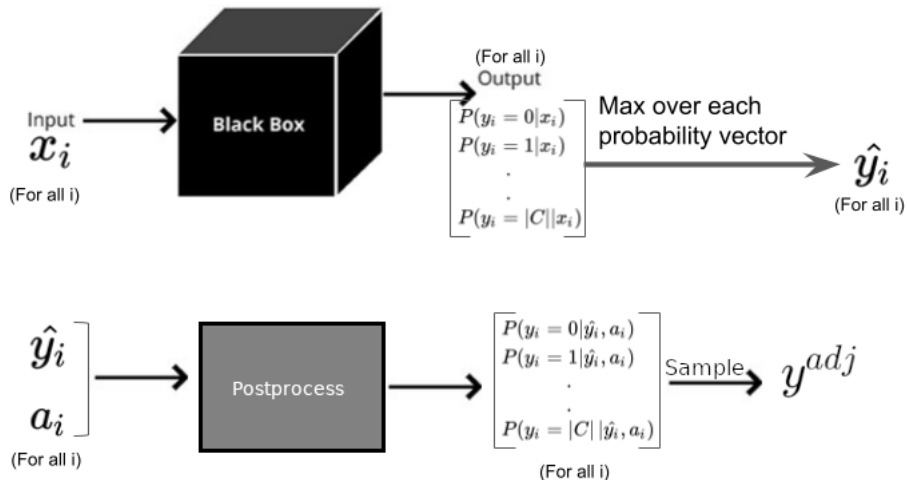 (For all i)
Output
Input
x_i
(For all i)
Black Box
P(y_i = 0|x_i)
P(y_i = 1|x_i)
.
.
P(y_i = |C||x_i)
Max over each
probability vector
ŷ_i
(For all i)
ŷ_i
a_i
(For all i)
Postprocess
P(y_i = 0|ŷ_i, a_i)
P(y_i = 1|ŷ_i, a_i)
.
.
P(y_i = |C| |ŷ_i, a_i)
(For all i)
Sample
y^{adj}